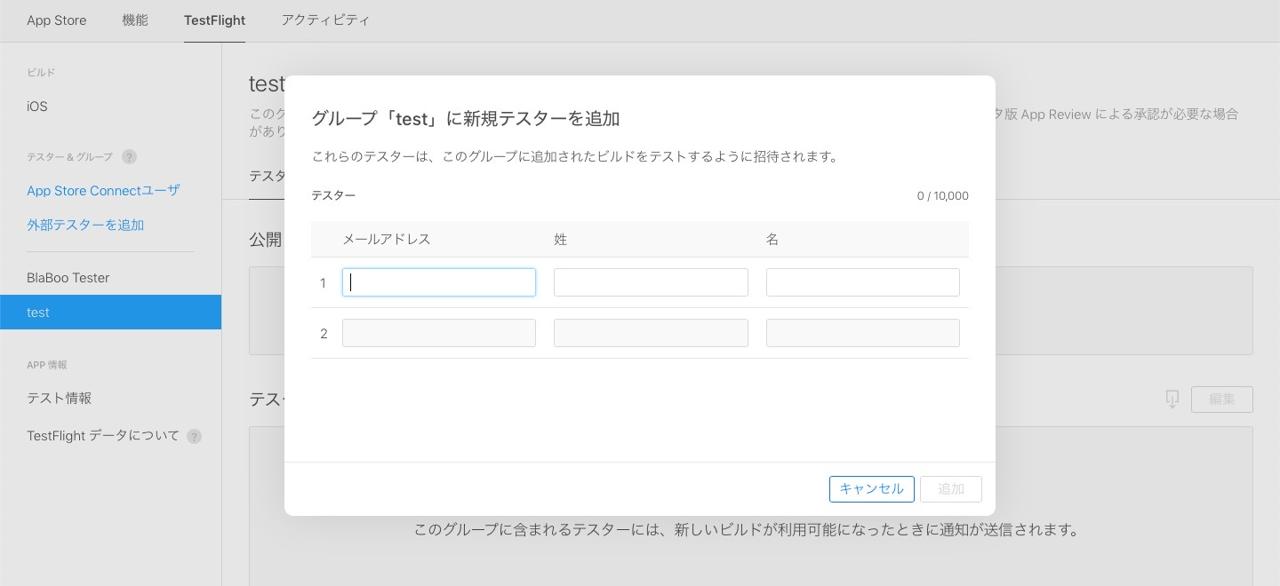 App Store 機能 TestFlight アクティビティ
ビルド
iOS
テスター & グループ ?
App Store Connectユーザ
外部テスターを追加
BlaBoo Tester
test
APP 情報
テスト情報
TestFlight データについて ?
test
このグ
があり
タ版 App Review による承認が必要な場合
テスタ
公開
テス
編集
グループ「test」に新規テスターを追加
これらのテスターは、このグループに追加されたビルドをテストするように招待されます。
テスター 0 / 10,000
メールアドレス 姓 名
1
2
キャンセル 追加
このグループに含まれるテスターには、新しいビルドが利用可能になったときに通知が送信されます。